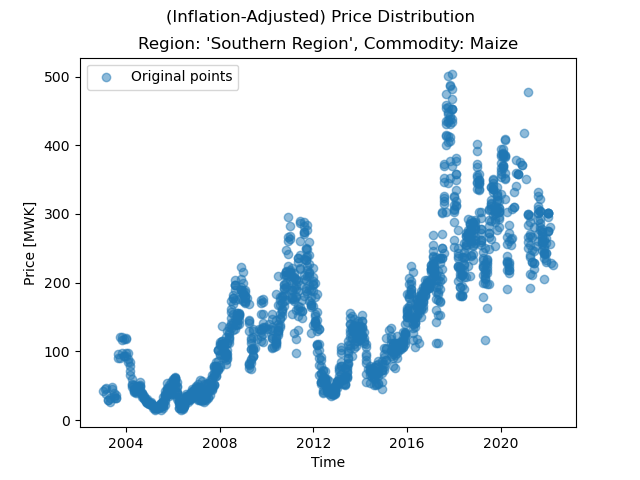 (Inflation-Adjusted) Price Distribution
Region: 'Southern Region', Commodity: Maize
Original points
500
400
300
200
100
0
Price [MWK]
2004 2008 2012 2016 2020
Time